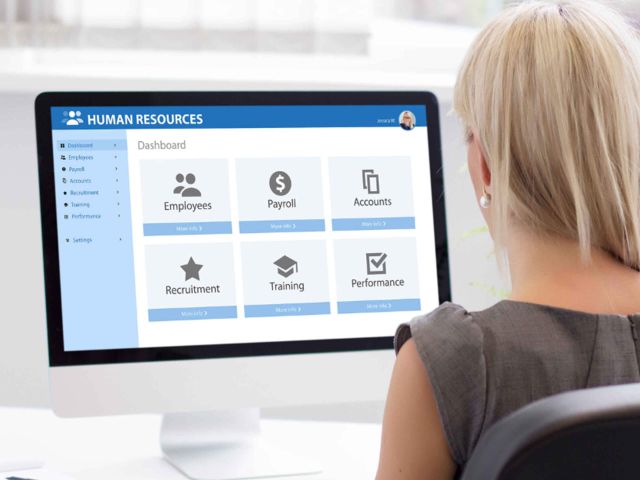 HUMAN RESOURCES
Jessica M.
Dashboard
Employees
Payroll
Accounts
Recruitment
Training
Performance
Settings
Dashboard
Employees
More Info
Payroll
More Info
Accounts
More Info
Recruitment
More Info
Training
More Info
Performance
More Info